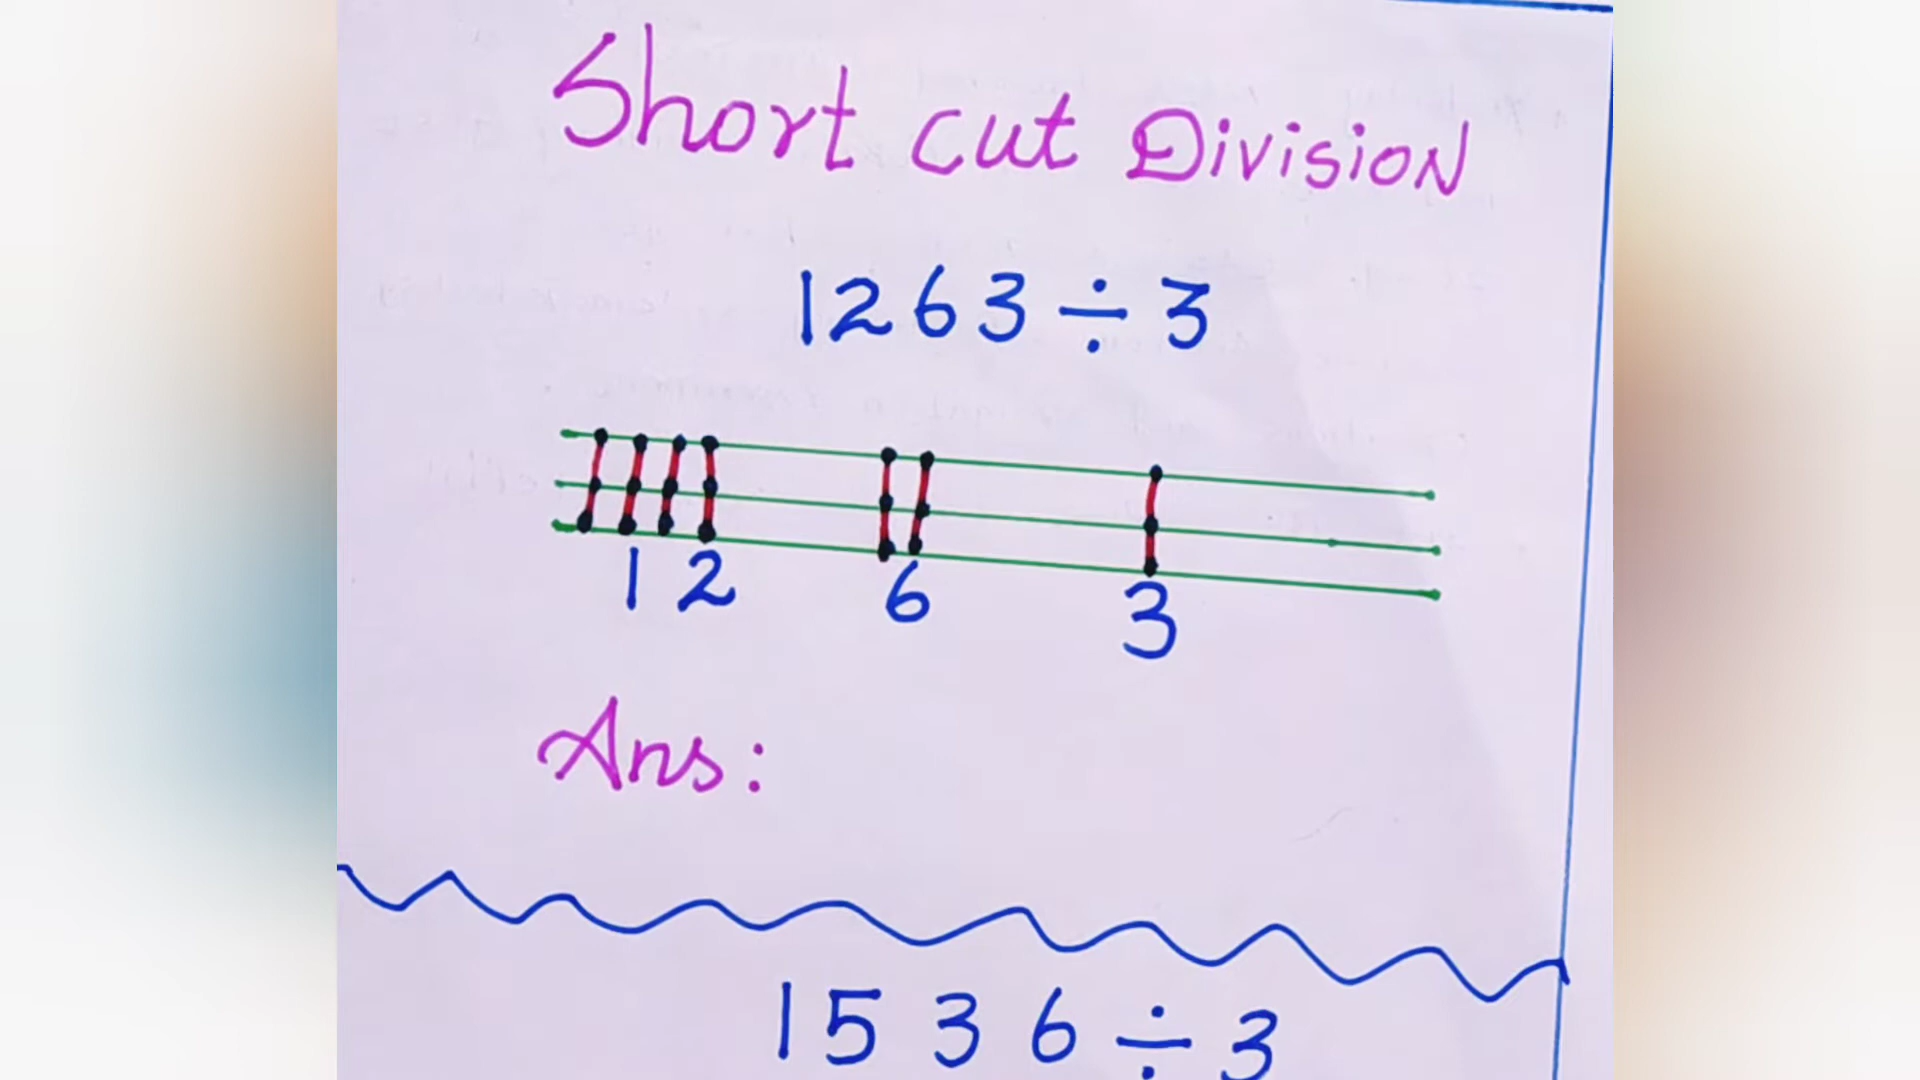 Short cut Division
1263 ÷ 3
12 6 3
Ans:
1536 ÷ 3